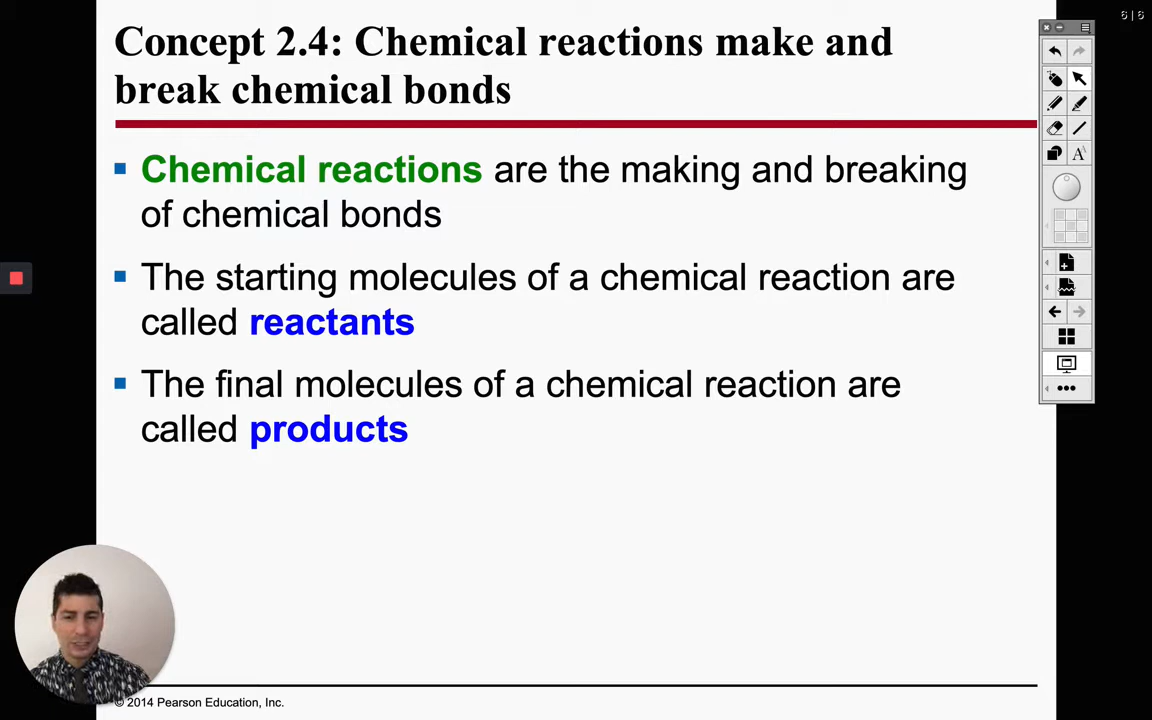 6|6
Concept 2.4: Chemical reactions make and
break chemical bonds
▪ Chemical reactions are the making and breaking
of chemical bonds
▪ The starting molecules of a chemical reaction are
called reactants
▪ The final molecules of a chemical reaction are
called products
© 2014 Pearson Education, Inc.